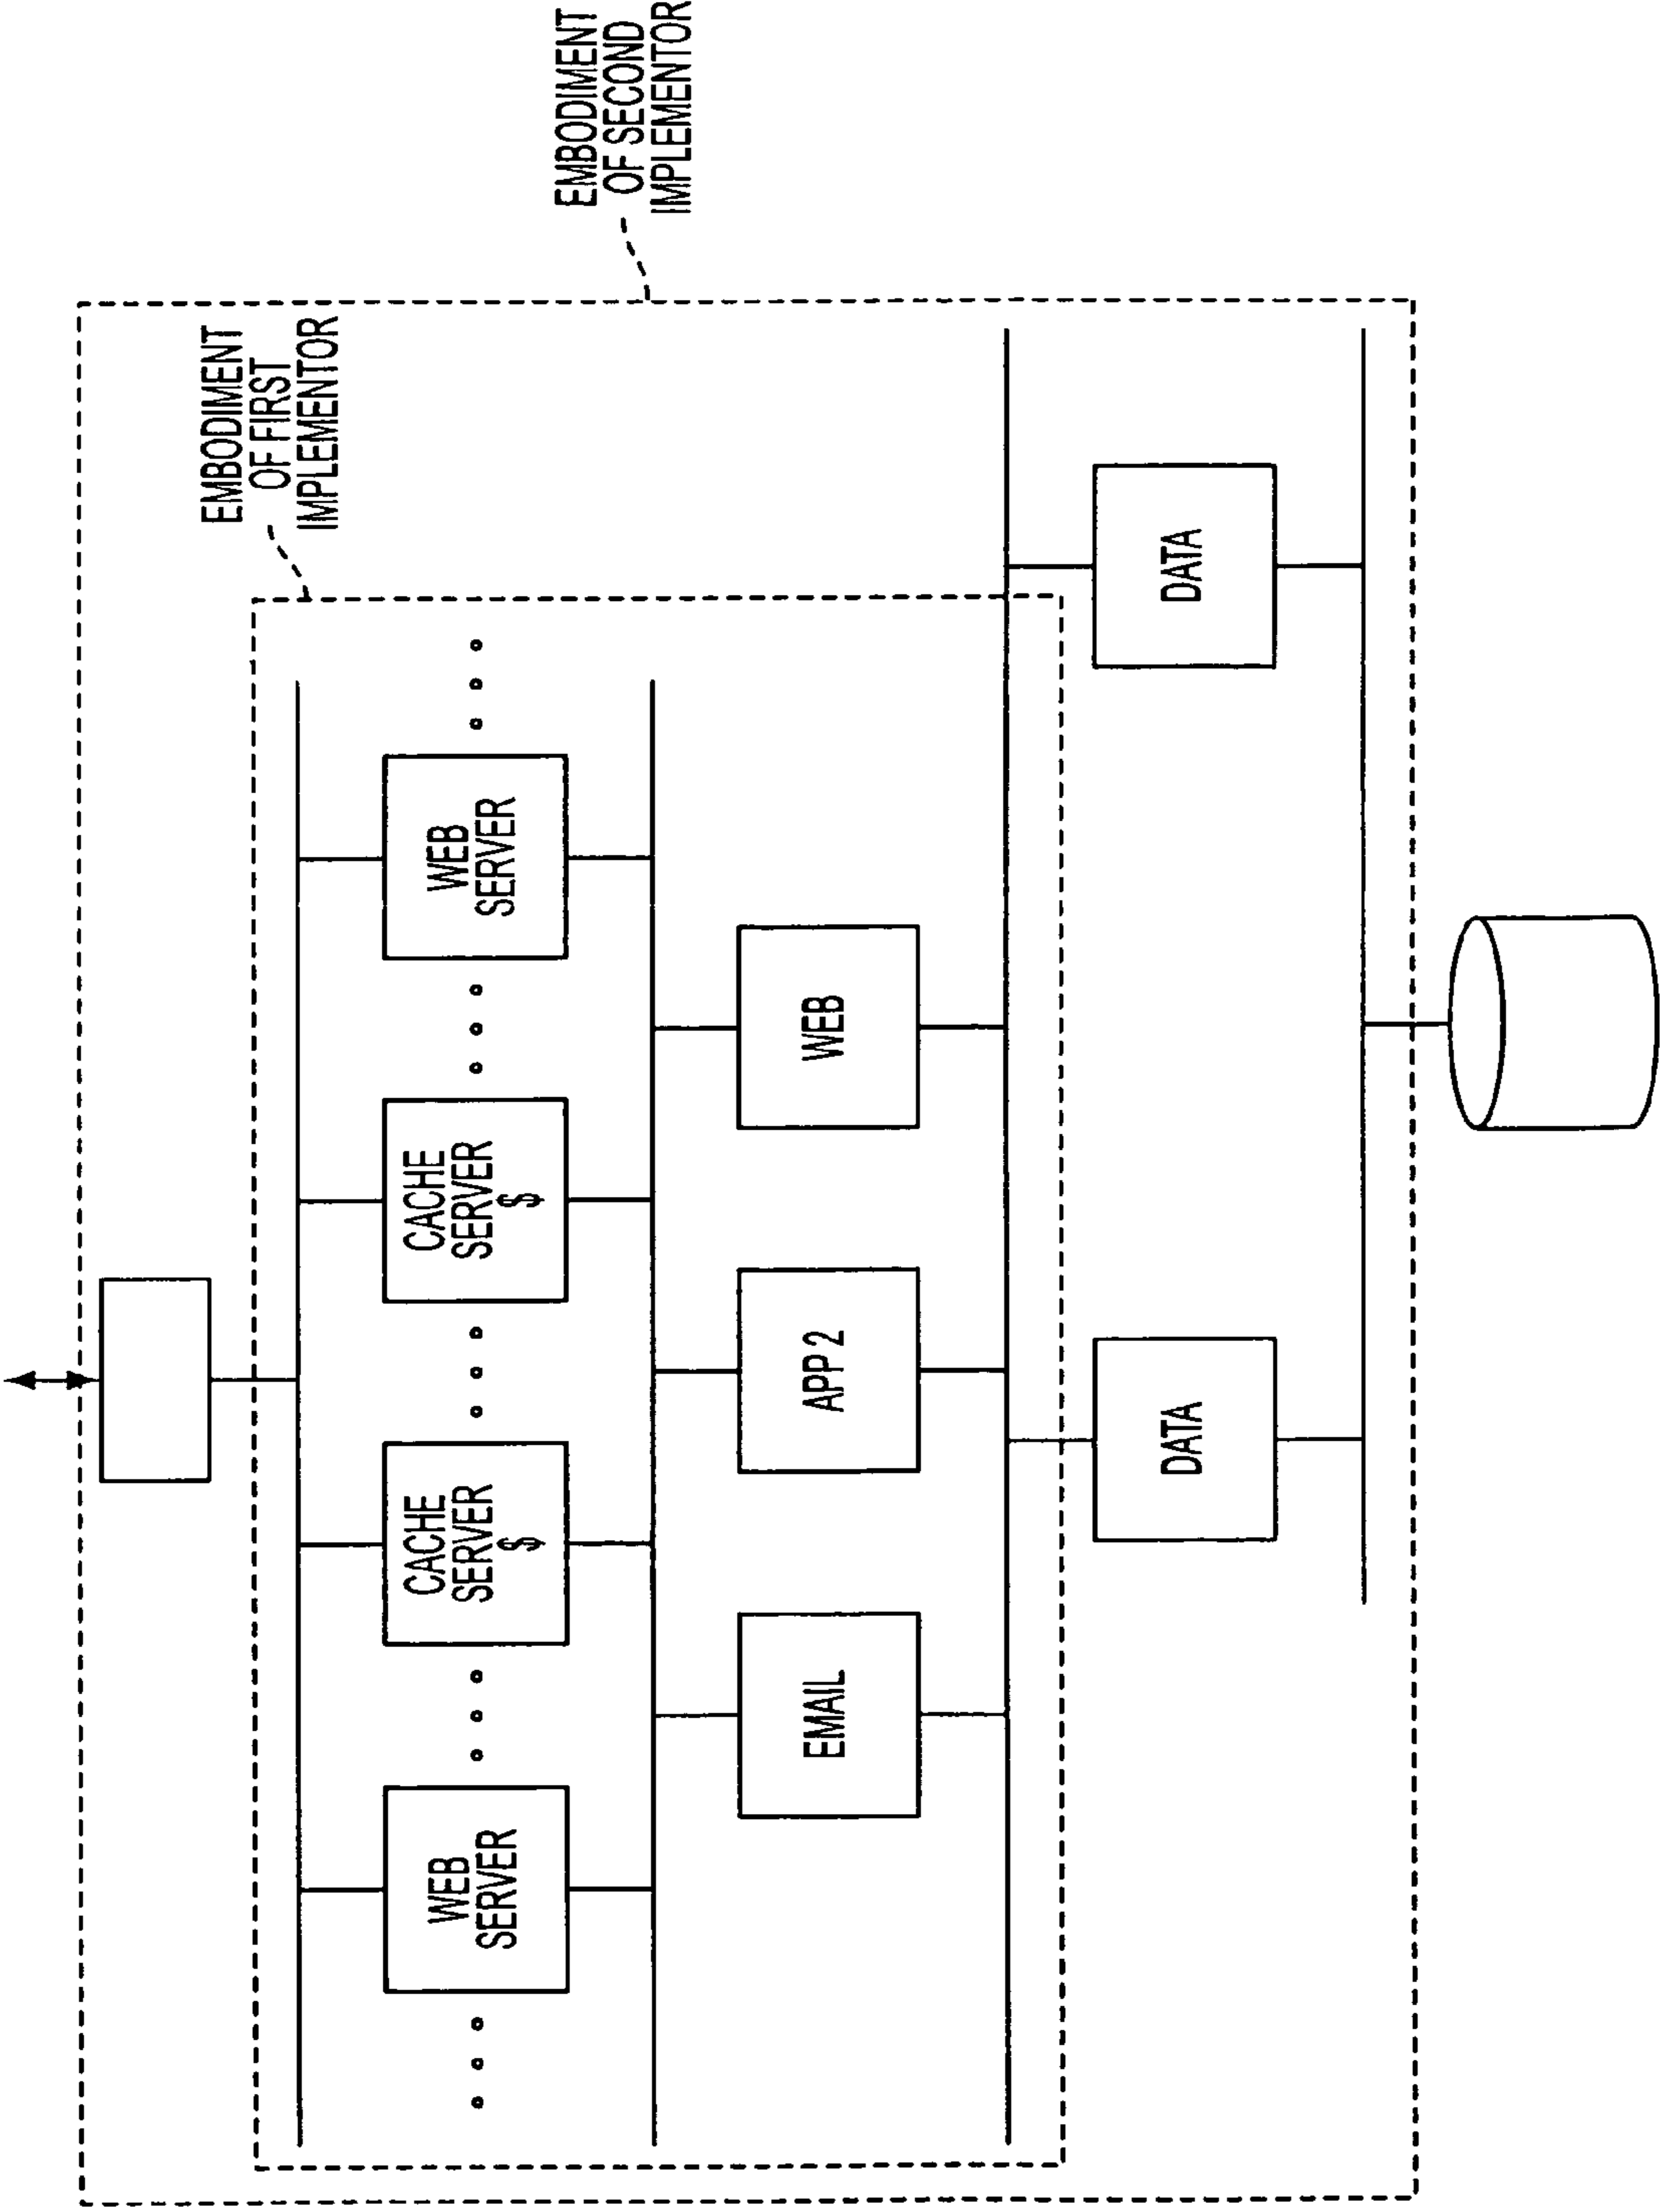 EMBODIMENT
OF SECOND
IMPLEMENTOR
EMBODIMENT
OF FIRST
IMPLEMENTOR
WEB
SERVER
CACHE
SERVER
$
CACHE
SERVER
$
WEB
SERVER
WEB
APP 2
EMAIL
DATA
DATA